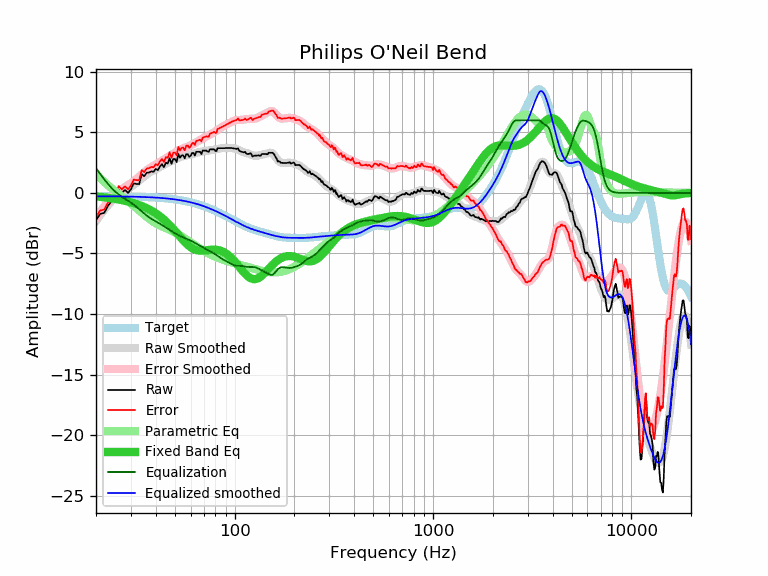 Philips O'Neil Bend
10
5
0
−5
−10
−15
−20
−25
Amplitude (dBr)
Target
Raw Smoothed
Error Smoothed
Raw
Error
Parametric Eq
Fixed Band Eq
Equalization
Equalized smoothed
100
1000
10000
Frequency (Hz)